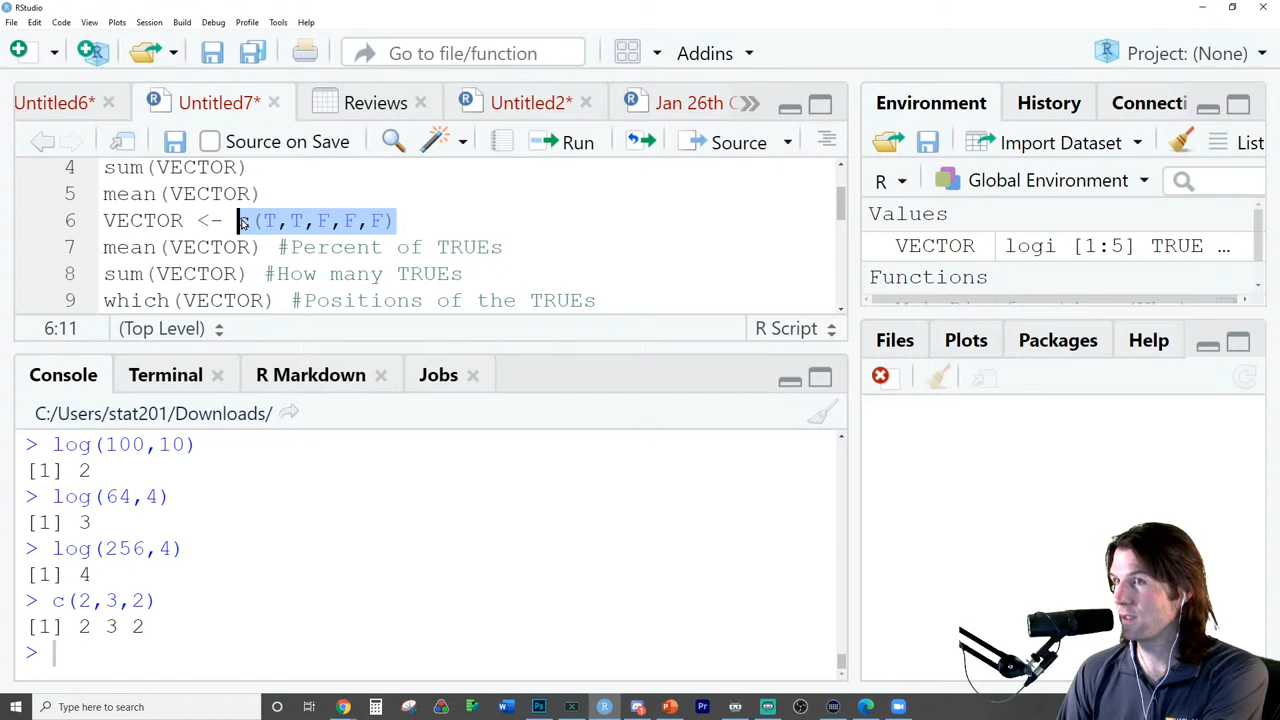 RStudio
File Edit Code View Plots Session Build Debug Profile Tools Help
Go to file/function Addins Project: (None)
Untitled6* Untitled7* Reviews Untitled2* Jan 26th
Source on Save Run Source
4 sum(VECTOR)
5 mean(VECTOR)
6 VECTOR <- c(T,T,F,F,F)
7 mean(VECTOR) #Percent of TRUEs
8 sum(VECTOR) #How many TRUEs
9 which(VECTOR) #Positions of the TRUEs
6:11 (Top Level) R Script
Console Terminal R Markdown Jobs
C:/Users/stat201/Downloads/
> log(100,10)
[1] 2
> log(64,4)
[1] 3
> log(256,4)
[1] 4
> c(2,3,2)
[1] 2 3 2
>
Environment History Connecti
Import Dataset List
R Global Environment
Values
VECTOR logi [1:5] TRUE ...
Functions
Files Plots Packages Help
Type here to search